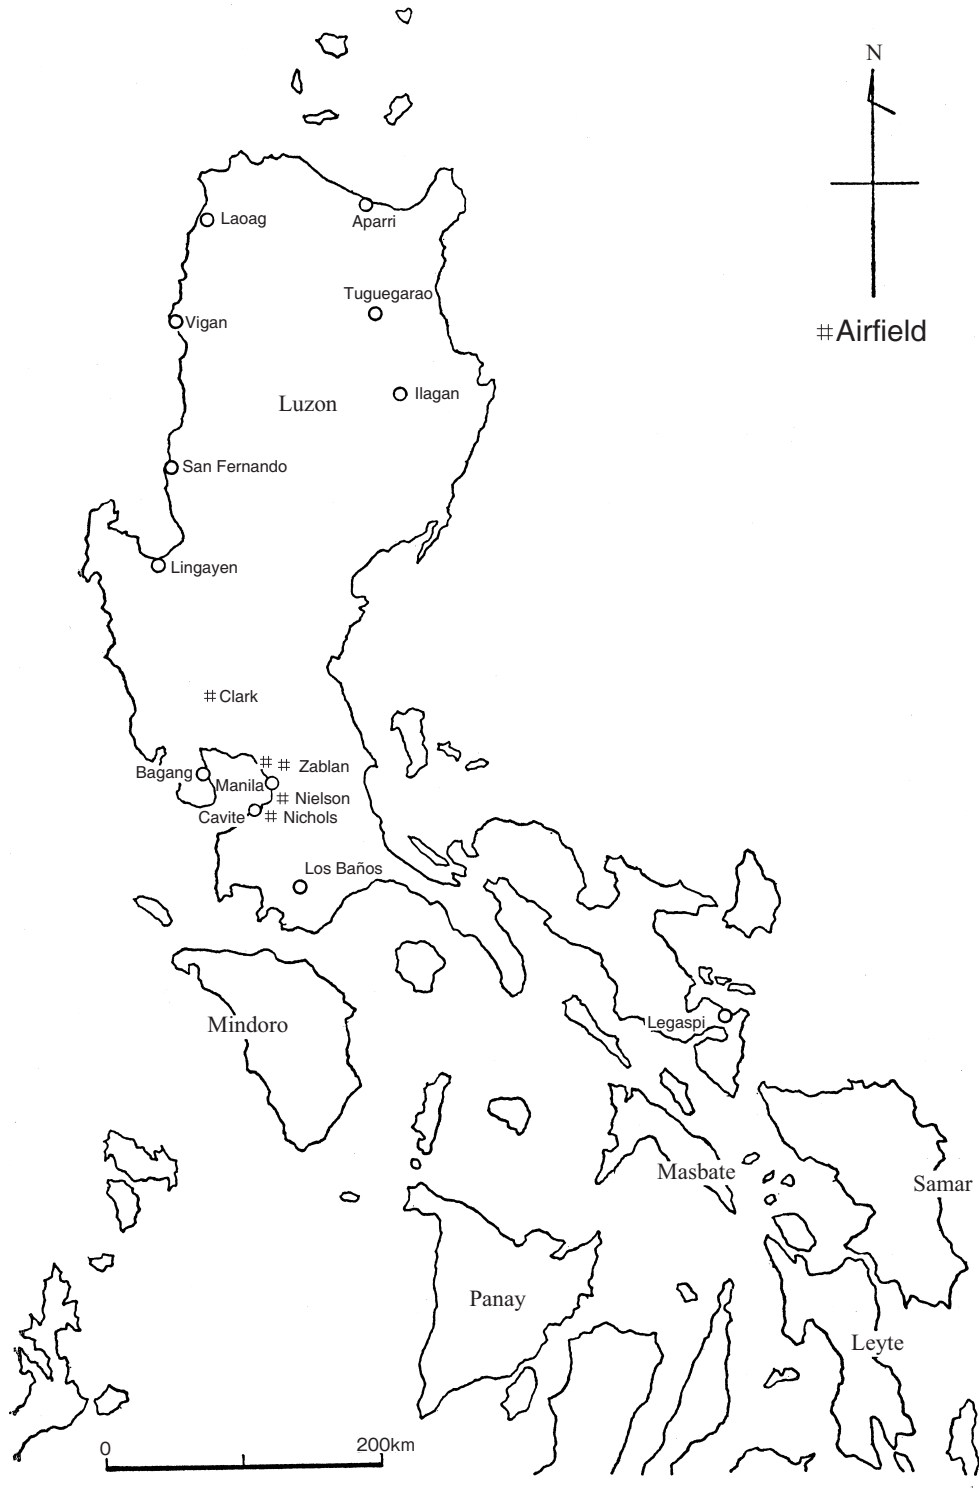 N
Laoag
Aparri
Tuguegarao
Vigan
#Airfield
Ilagan
Luzon
San Fernando
Lingayen
#Clark
# # Zablan
Bagang
Manila
# Nielson
Cavite
# Nichols
Los Baños
Mindoro
Legaspi
Masbate
Samar
Panay
Leyte
0
200km